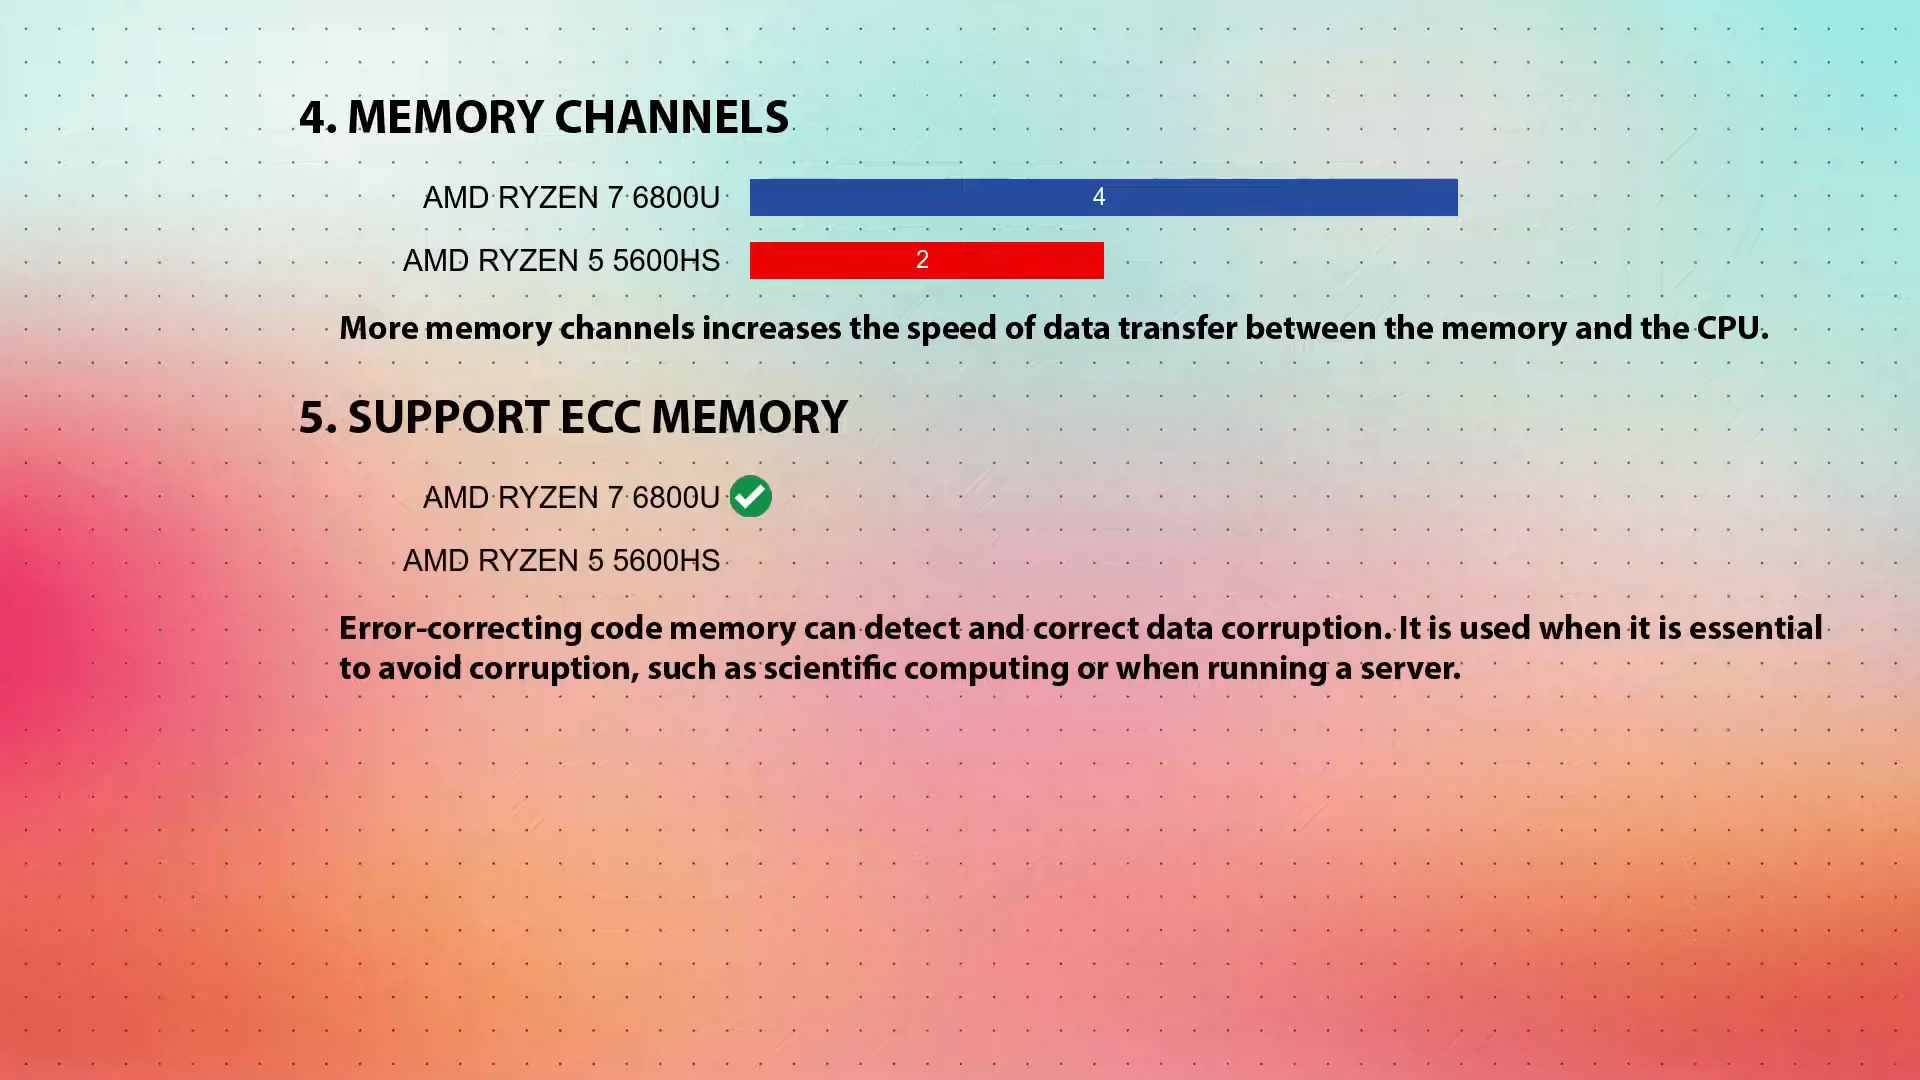 4. MEMORY CHANNELS
AMD RYZEN 7 6800U
4
AMD RYZEN 5 5600HS
2
More memory channels increases the speed of data transfer between the memory and the CPU.
5. SUPPORT ECC MEMORY
AMD RYZEN 7 6800U
AMD RYZEN 5 5600HS
Error-correcting code memory can detect and correct data corruption. It is used when it is essential
to avoid corruption, such as scientific computing or when running a server.